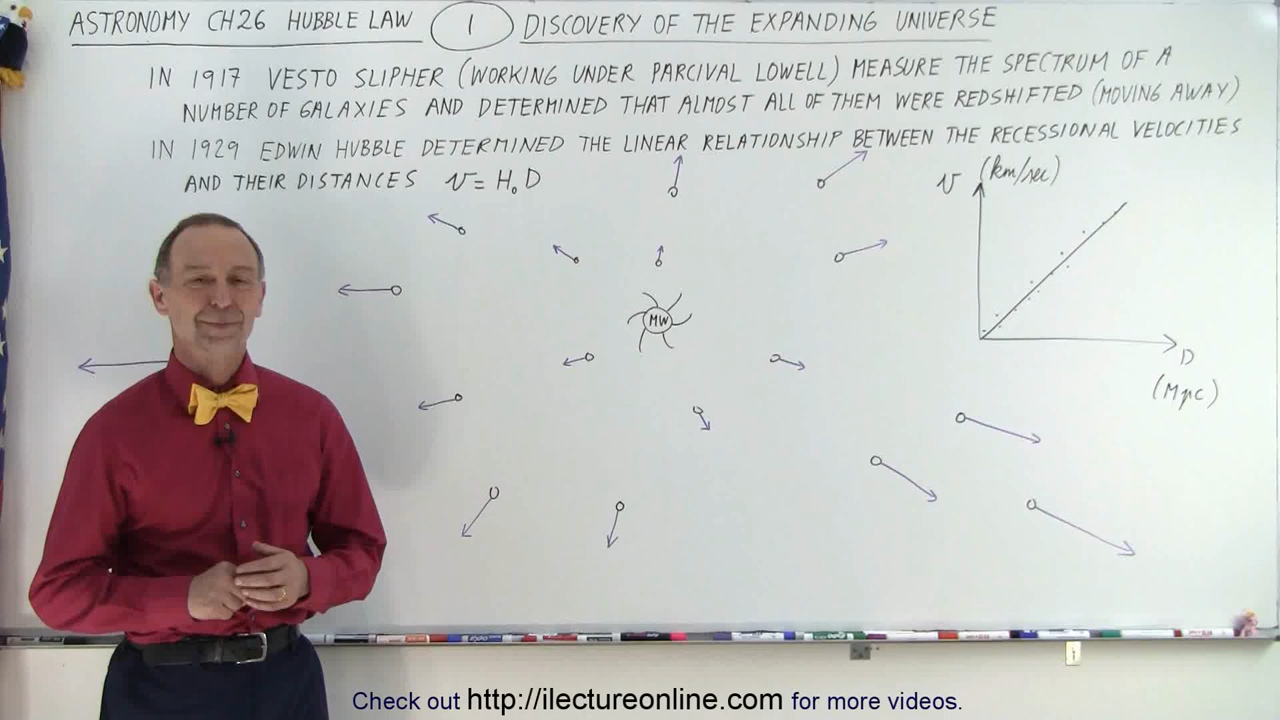 ASTRONOMY CH26 HUBBLE LAW 1 DISCOVERY OF THE EXPANDING UNIVERSE
IN 1917 VESTO SLIPHER (WORKING UNDER PARCIVAL LOWELL) MEASURE THE SPECTRUM OF A
NUMBER OF GALAXIES AND DETERMINED THAT ALMOST ALL OF THEM WERE REDSHIFTED (MOVING AWAY)
IN 1929 EDWIN HUBBLE DETERMINED THE LINEAR RELATIONSHIP BETWEEN THE RECESSIONAL VELOCITIES
AND THEIR DISTANCES v = H₀ D
v (km/sec)
MW
D
(Mpc)
Check out http://ilectureonline.com for more videos.